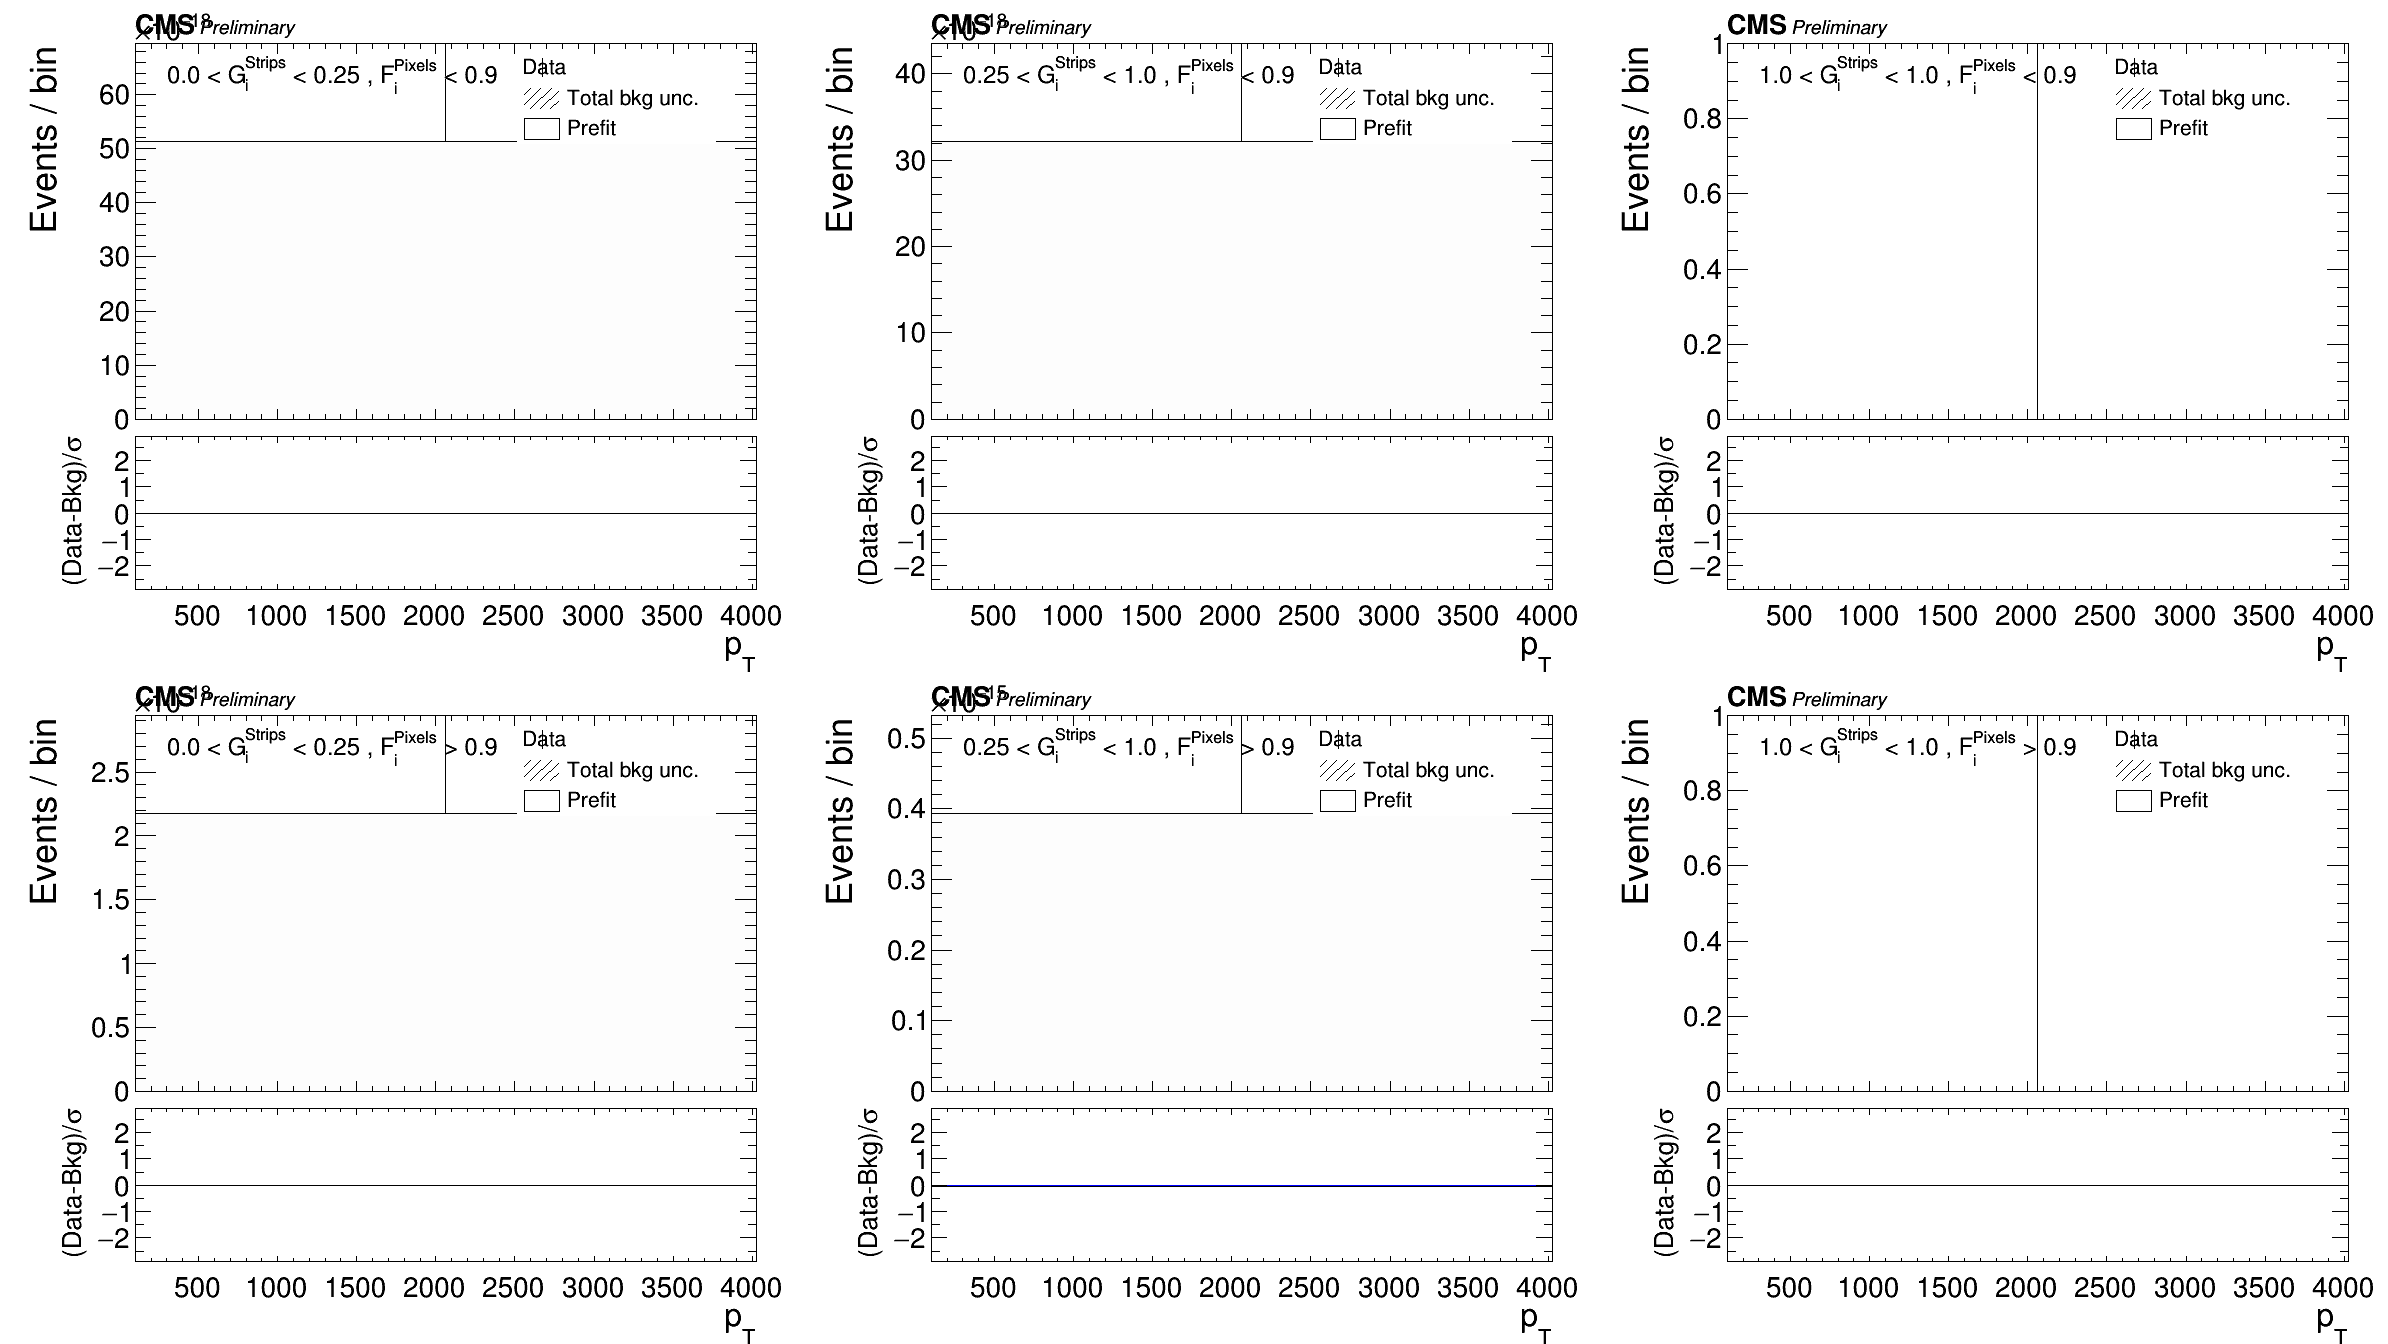 CMS Preliminary
×10^18
Events / bin
0.0 < G_i^Strips < 0.25 , F_i^Pixels < 0.9
Data
Total bkg unc.
Prefit
60
50
40
30
20
10
0
(Data-Bkg)/σ
2
1
0
−1
−2
500 1000 1500 2000 2500 3000 3500 4000
p_T
CMS Preliminary
×10^18
Events / bin
0.25 < G_i^Strips < 1.0 , F_i^Pixels < 0.9
Data
Total bkg unc.
Prefit
40
30
20
10
0
(Data-Bkg)/σ
2
1
0
−1
−2
500 1000 1500 2000 2500 3000 3500 4000
p_T
CMS Preliminary
Events / bin
1.0 < G_i^Strips < 1.0 , F_i^Pixels < 0.9
Data
Total bkg unc.
Prefit
1
0.8
0.6
0.4
0.2
0
(Data-Bkg)/σ
2
1
0
−1
−2
500 1000 1500 2000 2500 3000 3500 4000
p_T
CMS Preliminary
×10^18
Events / bin
0.0 < G_i^Strips < 0.25 , F_i^Pixels > 0.9
Data
Total bkg unc.
Prefit
2.5
2
1.5
1
0.5
0
(Data-Bkg)/σ
2
1
0
−1
−2
500 1000 1500 2000 2500 3000 3500 4000
p_T
CMS Preliminary
×10^15
Events / bin
0.25 < G_i^Strips < 1.0 , F_i^Pixels > 0.9
Data
Total bkg unc.
Prefit
0.5
0.4
0.3
0.2
0.1
0
(Data-Bkg)/σ
2
1
0
−1
−2
500 1000 1500 2000 2500 3000 3500 4000
p_T
CMS Preliminary
Events / bin
1.0 < G_i^Strips < 1.0 , F_i^Pixels > 0.9
Data
Total bkg unc.
Prefit
1
0.8
0.6
0.4
0.2
0
(Data-Bkg)/σ
2
1
0
−1
−2
500 1000 1500 2000 2500 3000 3500 4000
p_T